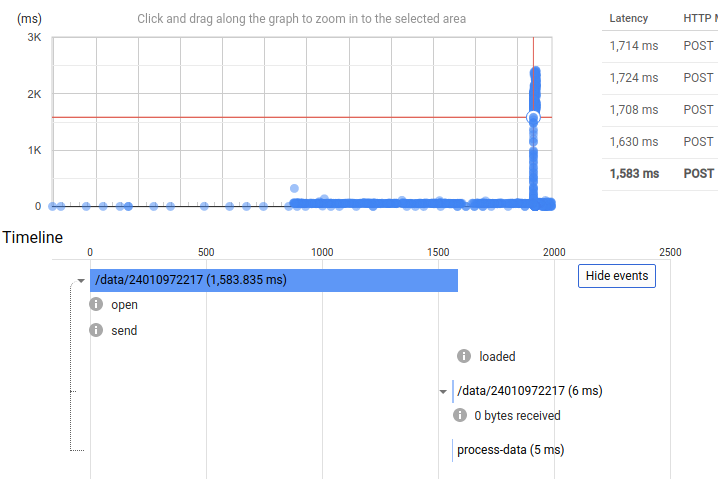 (ms)
Click and drag along the graph to zoom in to the selected area
3K
2K
1K
0
Latency HTTP M
1,714 ms POST
1,724 ms POST
1,708 ms POST
1,630 ms POST
1,583 ms POST
Timeline
0 500 1000 1500 2000 2500
/data/24010972217 (1,583.835 ms)
Hide events
open
send
loaded
/data/24010972217 (6 ms)
0 bytes received
process-data (5 ms)